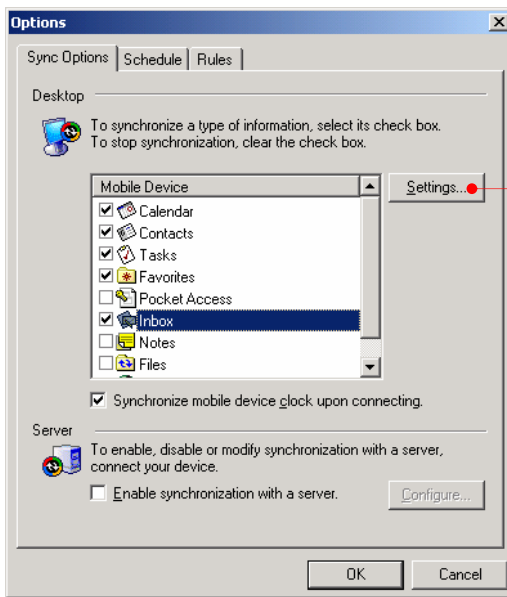 Options
Sync Options Schedule Rules
Desktop
To synchronize a type of information, select its check box.
To stop synchronization, clear the check box.
Mobile Device
Settings...
Calendar
Contacts
Tasks
Favorites
Pocket Access
Inbox
Notes
Files
Synchronize mobile device clock upon connecting.
Server
To enable, disable or modify synchronization with a server,
connect your device.
Enable synchronization with a server.
Configure...
OK Cancel